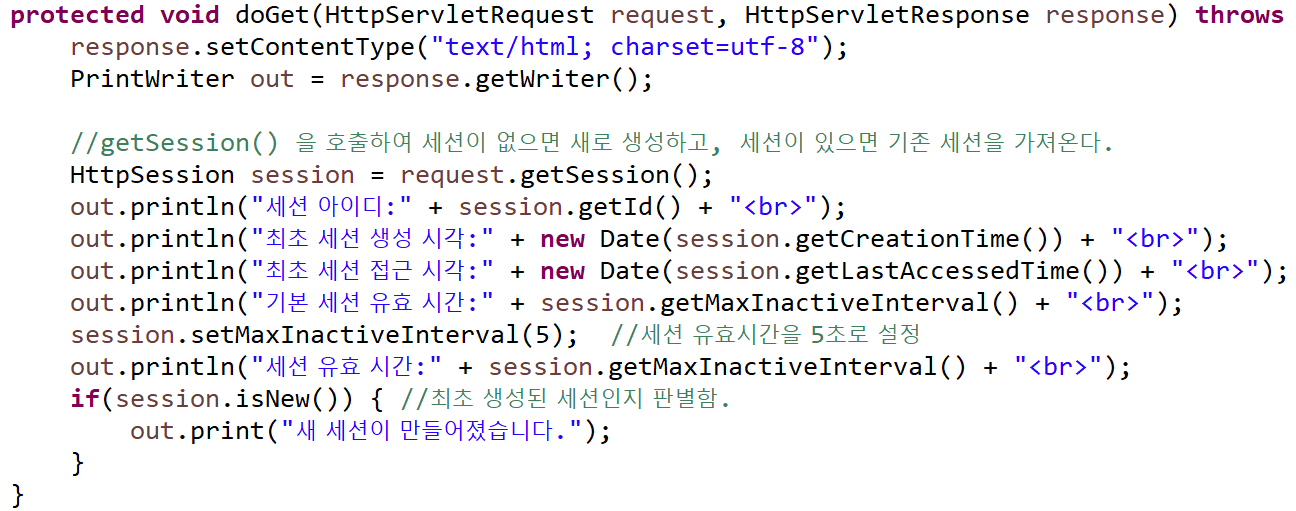 protected void doGet(HttpServletRequest request, HttpServletResponse response) throws
    response.setContentType("text/html; charset=utf-8");
    PrintWriter out = response.getWriter();

    //getSession() 을 호출하여 세션이 없으면 새로 생성하고, 세션이 있으면 기존 세션을 가져온다.
    HttpSession session = request.getSession();
    out.println("세션 아이디:" + session.getId() + "<br>");
    out.println("최초 세션 생성 시각:" + new Date(session.getCreationTime()) + "<br>");
    out.println("최초 세션 접근 시각:" + new Date(session.getLastAccessedTime()) + "<br>");
    out.println("기본 세션 유효 시간:" + session.getMaxInactiveInterval() + "<br>");
    session.setMaxInactiveInterval(5);  //세션 유효시간을 5초로 설정
    out.println("세션 유효 시간:" + session.getMaxInactiveInterval() + "<br>");
    if(session.isNew()) { //최초 생성된 세션인지 판별함.
        out.print("새 세션이 만들어졌습니다.");
    }
}